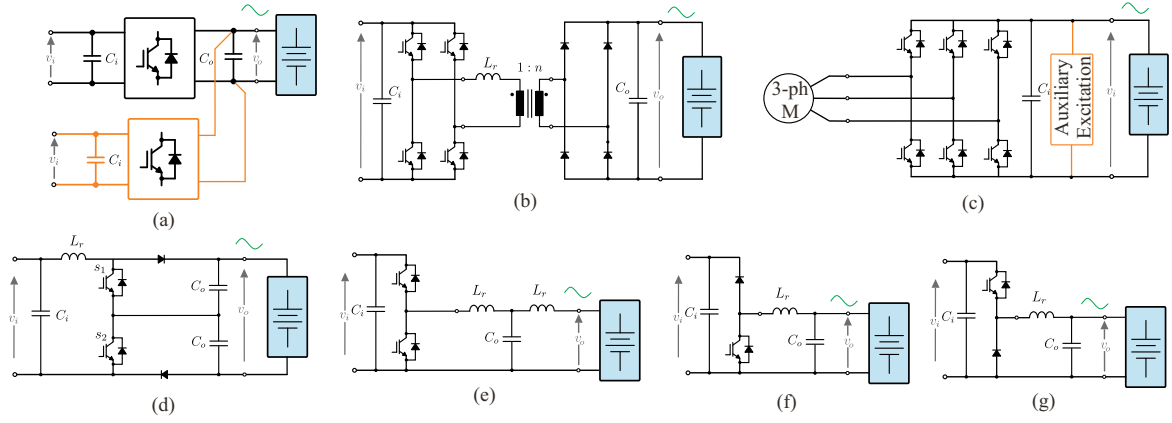 v_i
C_i
C_o
v_o
v_i
C_i
(a)
v_i
C_i
L_r
1 : n
C_o
v_o
(b)
3-ph
M
C_i
Auxiliary
Excitation
v_i
(c)
v_i
C_i
L_r
s_1
s_2
C_o
C_o
v_o
(d)
v_i
C_i
L_r
L_r
C_o
v_o
(e)
v_i
C_i
L_r
C_o
v_o
(f)
v_i
C_i
L_r
C_o
v_o
(g)